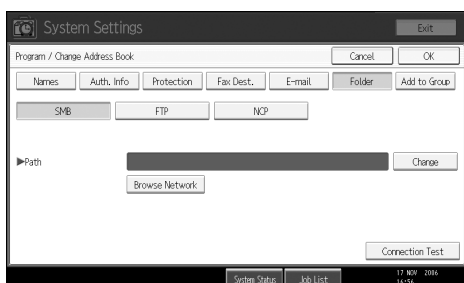 System Settings
Exit
Program / Change Address Book
Cancel
OK
Names
Auth. Info
Protection
Fax Dest.
E-mail
Folder
Add to Group
SMB
FTP
NCP
▶Path
Change
Browse Network
Connection Test
System Status
Job List
17 NOV 2006
16:56